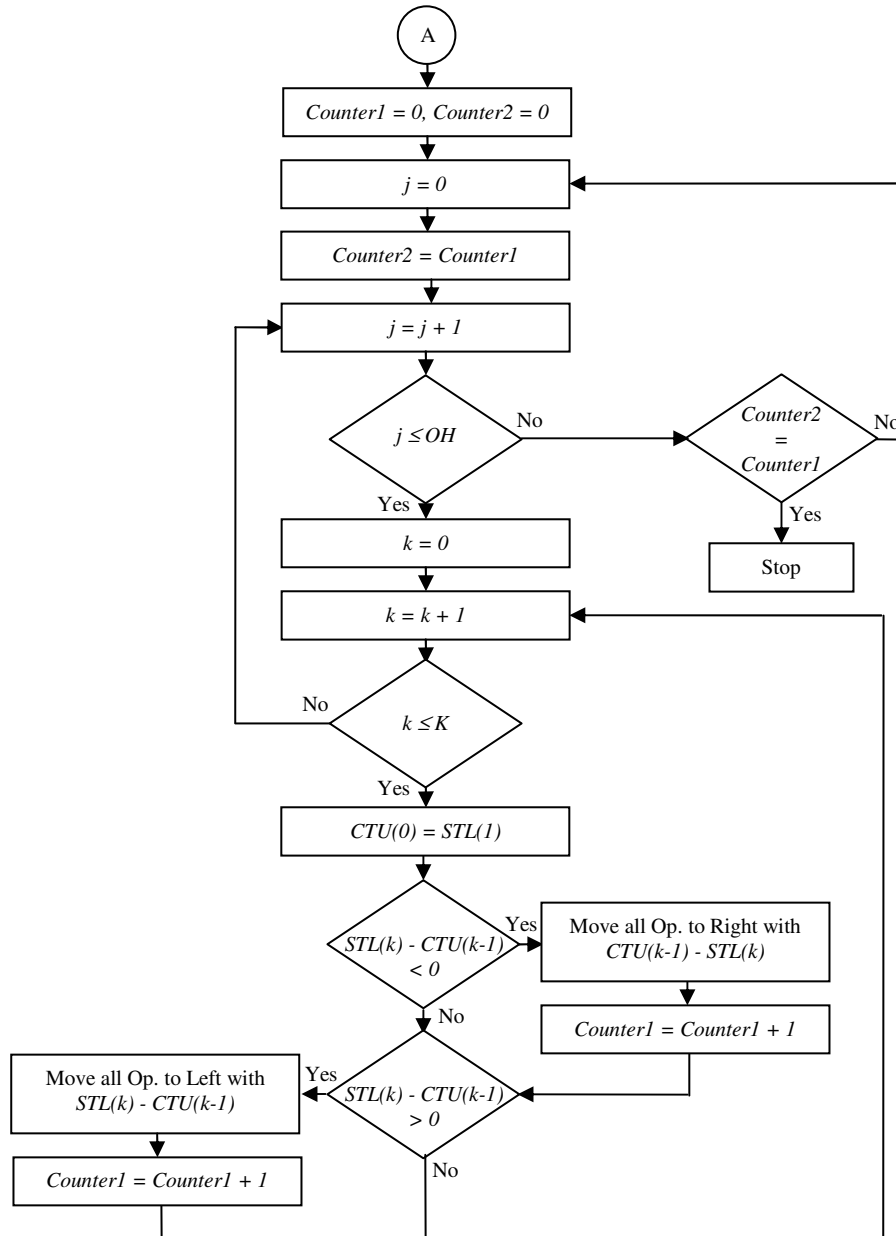 A
Counter1 = 0, Counter2 = 0
j = 0
Counter2 = Counter1
j = j + 1
j ≤ OH
No
Counter2
=
Counter1
No
Yes
Yes
Stop
k = 0
k = k + 1
No
k ≤ K
Yes
CTU(0) = STL(1)
STL(k) - CTU(k-1)
< 0
Yes
Move all Op. to Right with
CTU(k-1) - STL(k)
No
Counter1 = Counter1 + 1
Move all Op. to Left with
STL(k) - CTU(k-1)
Yes
STL(k) - CTU(k-1)
> 0
No
Counter1 = Counter1 + 1